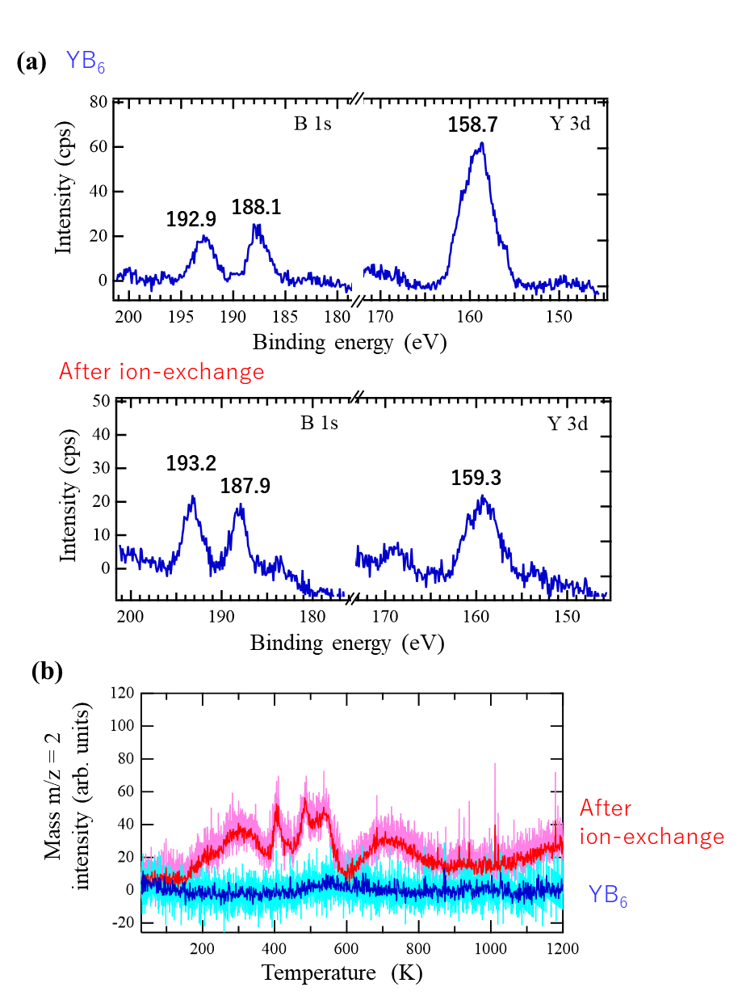 (a) YB₆
80
60
40
20
0
Intensity (cps)
B 1s
Y 3d
192.9
188.1
158.7
200 195 190 185 180 170 160 150
Binding energy (eV)
After ion-exchange
50
40
30
20
10
0
Intensity (cps)
B 1s
Y 3d
193.2
187.9
159.3
200 190 180 170 160 150
Binding energy (eV)
(b)
120
100
80
60
40
20
0
-20
Mass m/z = 2
intensity (arb. units)
After
ion-exchange
YB₆
200 400 600 800 1000 1200
Temperature (K)